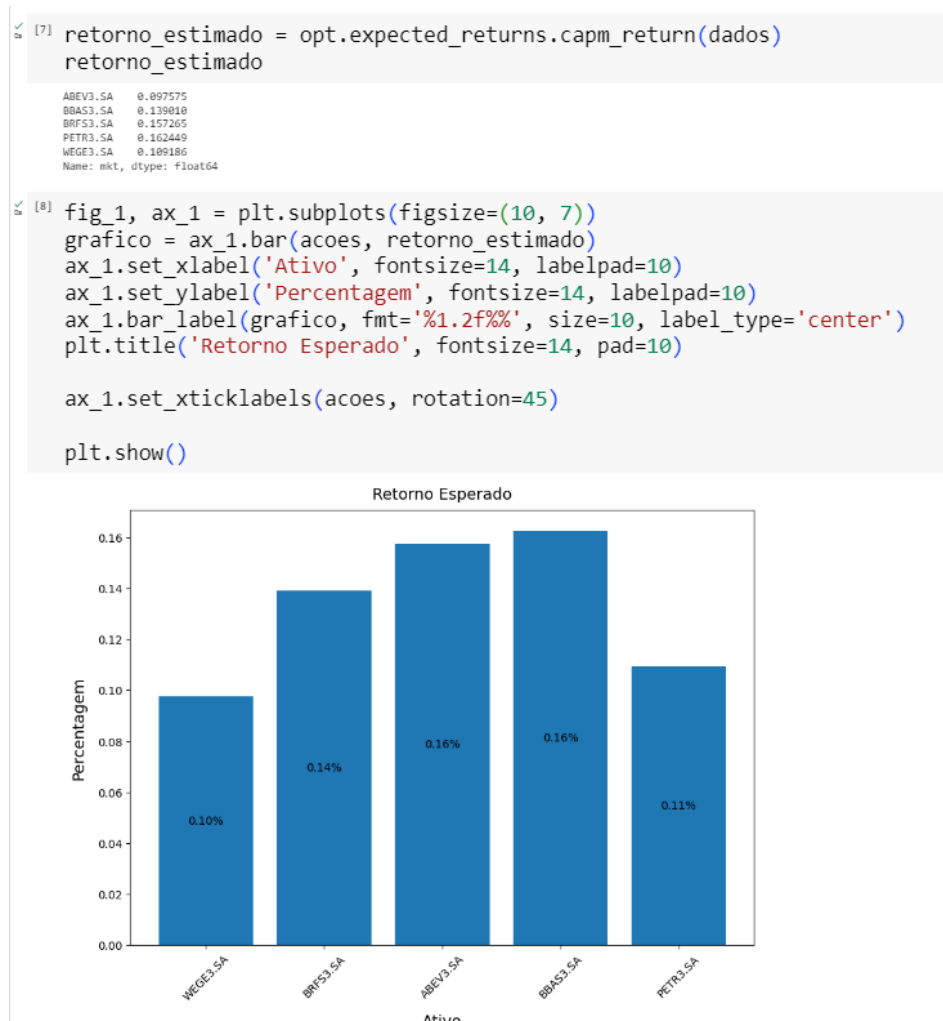 [7] retorno_estimado = opt.expected_returns.capm_return(dados)
retorno_estimado
ABEV3.SA 0.097575
BBAS3.SA 0.139010
BRFS3.SA 0.157265
PETR3.SA 0.162449
WEGE3.SA 0.109186
Name: mkt, dtype: float64
[8] fig_1, ax_1 = plt.subplots(figsize=(10, 7))
grafico = ax_1.bar(acoes, retorno_estimado)
ax_1.set_xlabel('Ativo', fontsize=14, labelpad=10)
ax_1.set_ylabel('Percentagem', fontsize=14, labelpad=10)
ax_1.bar_label(grafico, fmt='%1.2f%%', size=10, label_type='center')
plt.title('Retorno Esperado', fontsize=14, pad=10)
ax_1.set_xticklabels(acoes, rotation=45)
plt.show()
Retorno Esperado
Percentagem
0.16
0.14
0.12
0.10
0.08
0.06
0.04
0.02
0.00
0.10%
0.14%
0.16%
0.16%
0.11%
WEGE3.SA
BRFS3.SA
ABEV3.SA
BBAS3.SA
PETR3.SA
Ativo